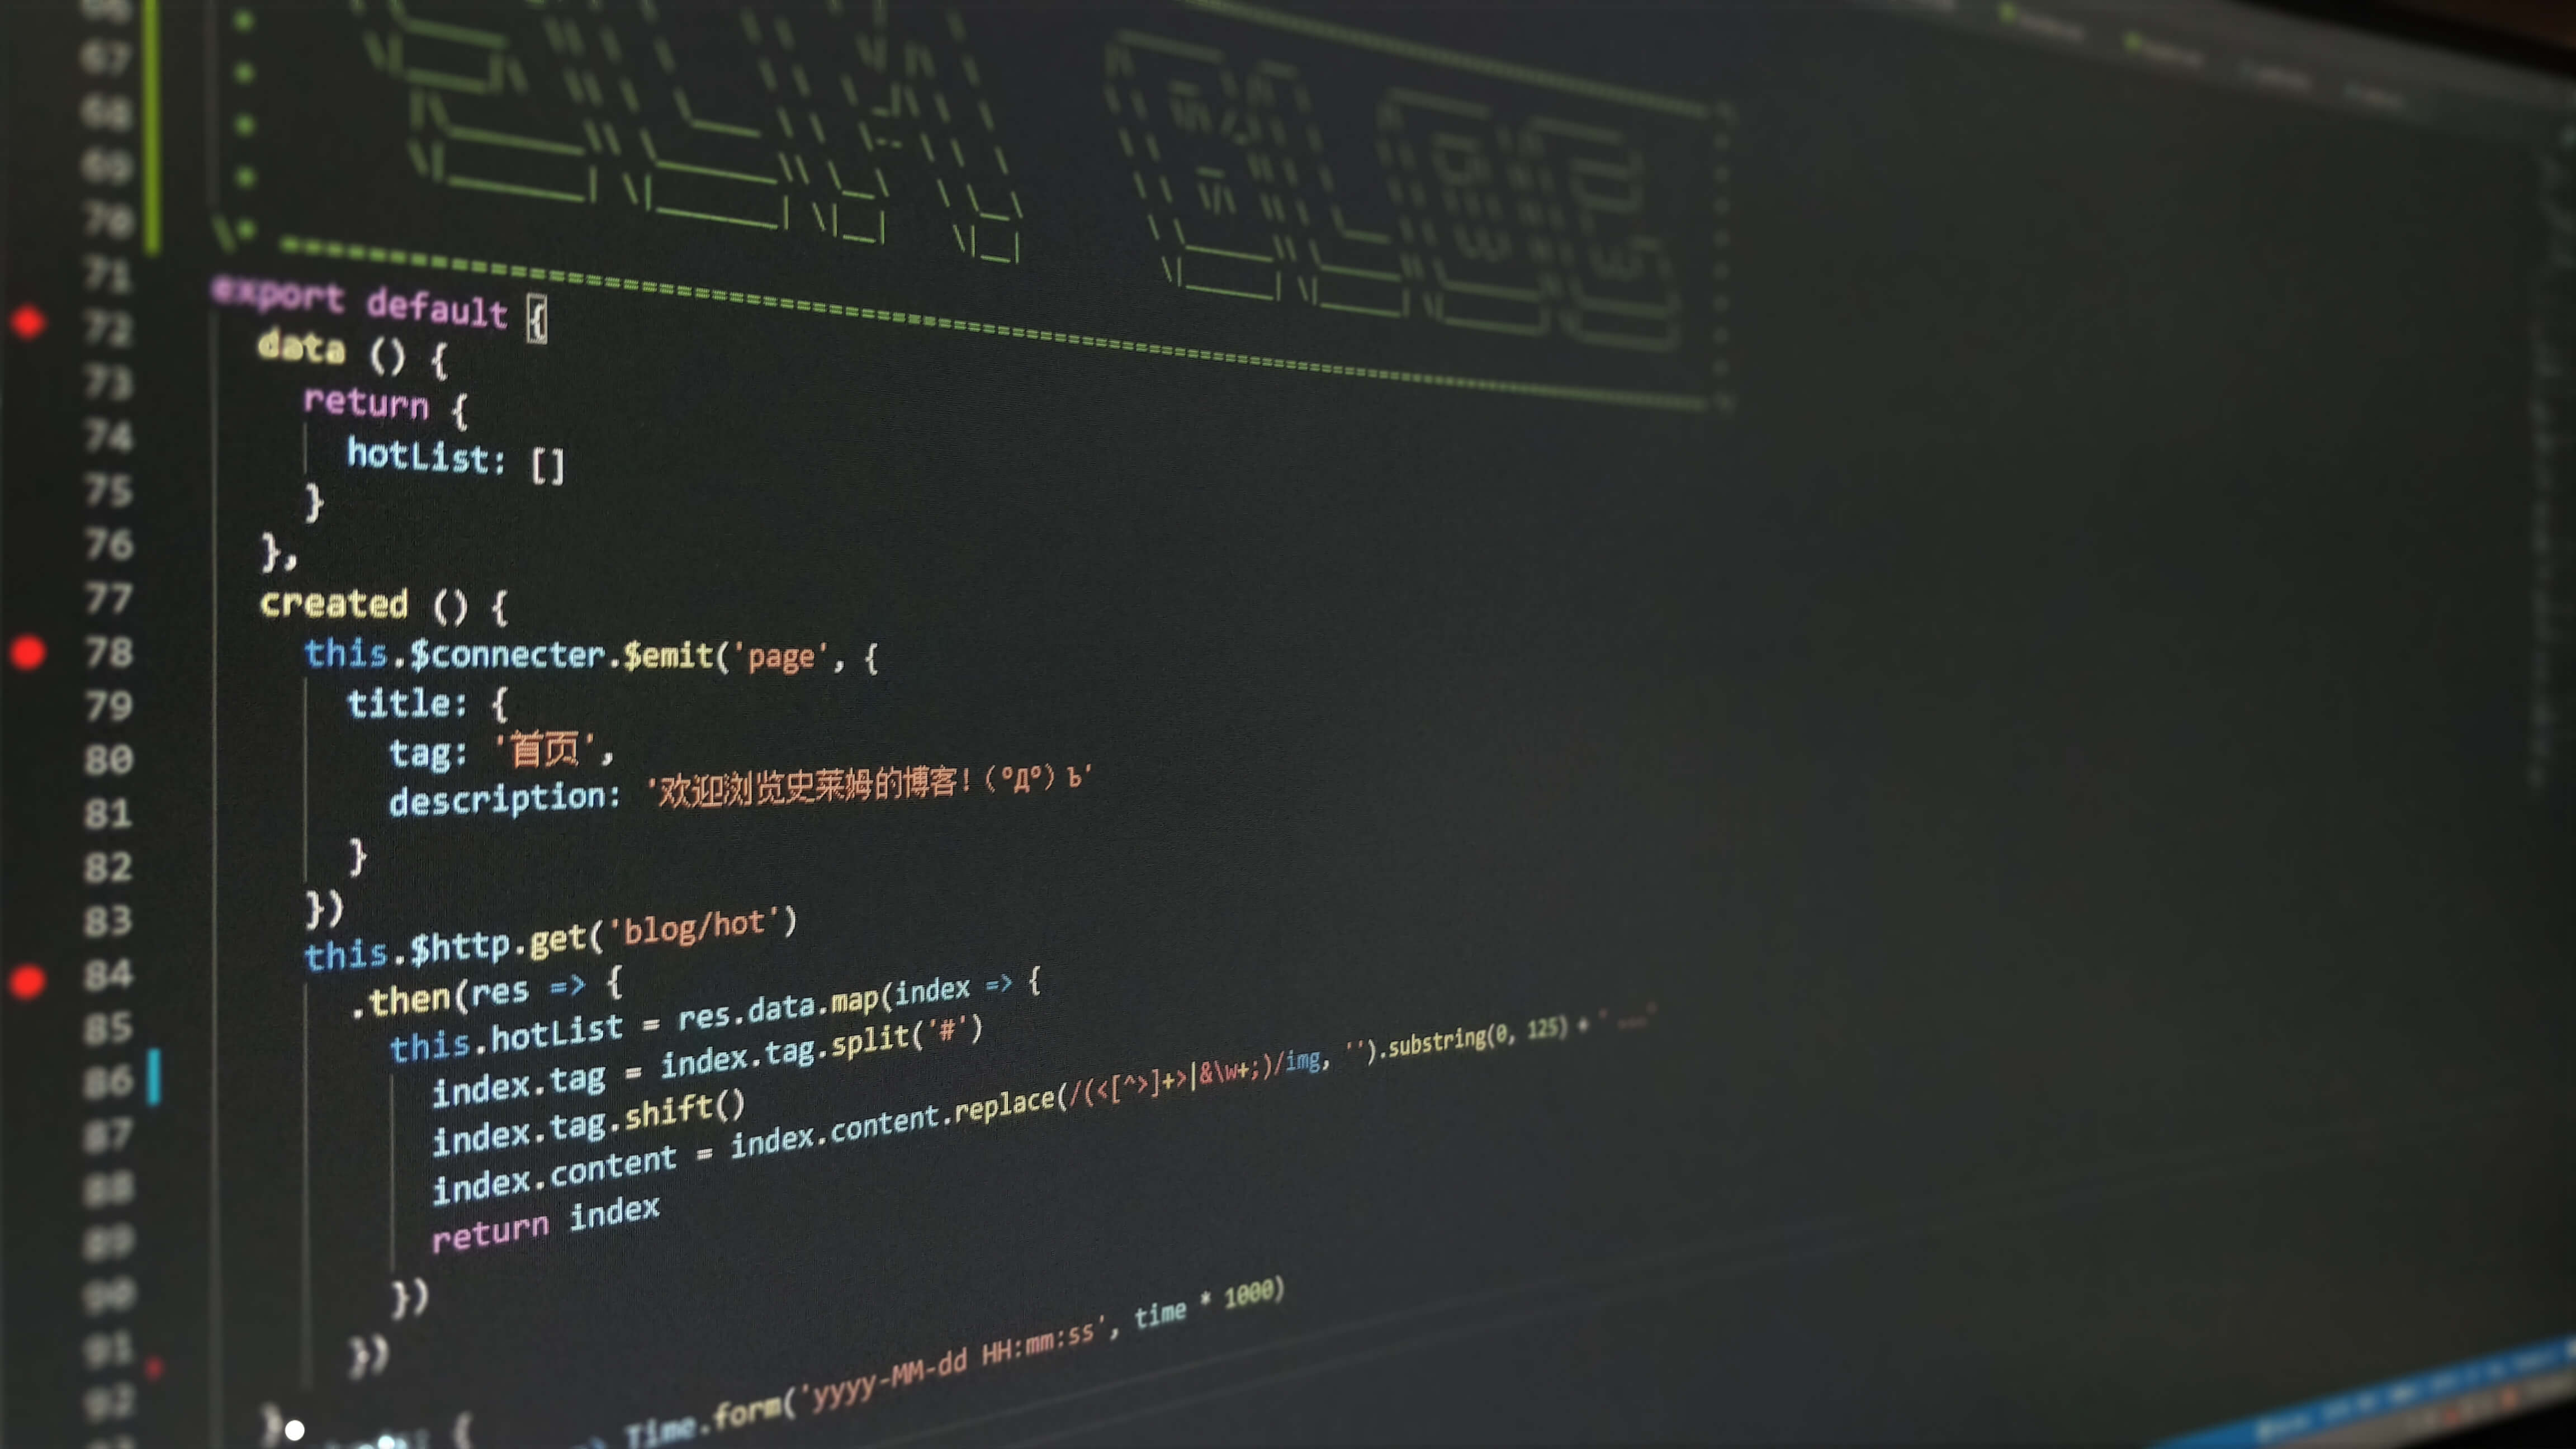 67
68
69
70
71
72 export default {
73 data () {
74 return {
75 hotList: []
76 }
77 },
78 created () {
79 this.$connecter.$emit('page', {
80 title: {
81 tag: '首页',
82 description: '欢迎浏览史莱姆的博客!（ºДº）ъ'
83 }
84 })
85 this.$http.get('blog/hot')
86 .then(res => {
87 this.hotList = res.data.map(index => {
88 index.tag = index.tag.split('#')
89 index.tag.shift()
90 index.content = index.content.replace(/(<[^>]+>|&\w+;)/img, '').substring(0, 125) +
91 return index
92 })
})
}
Time.form('yyyy-MM-dd HH:mm:ss', time * 1000)